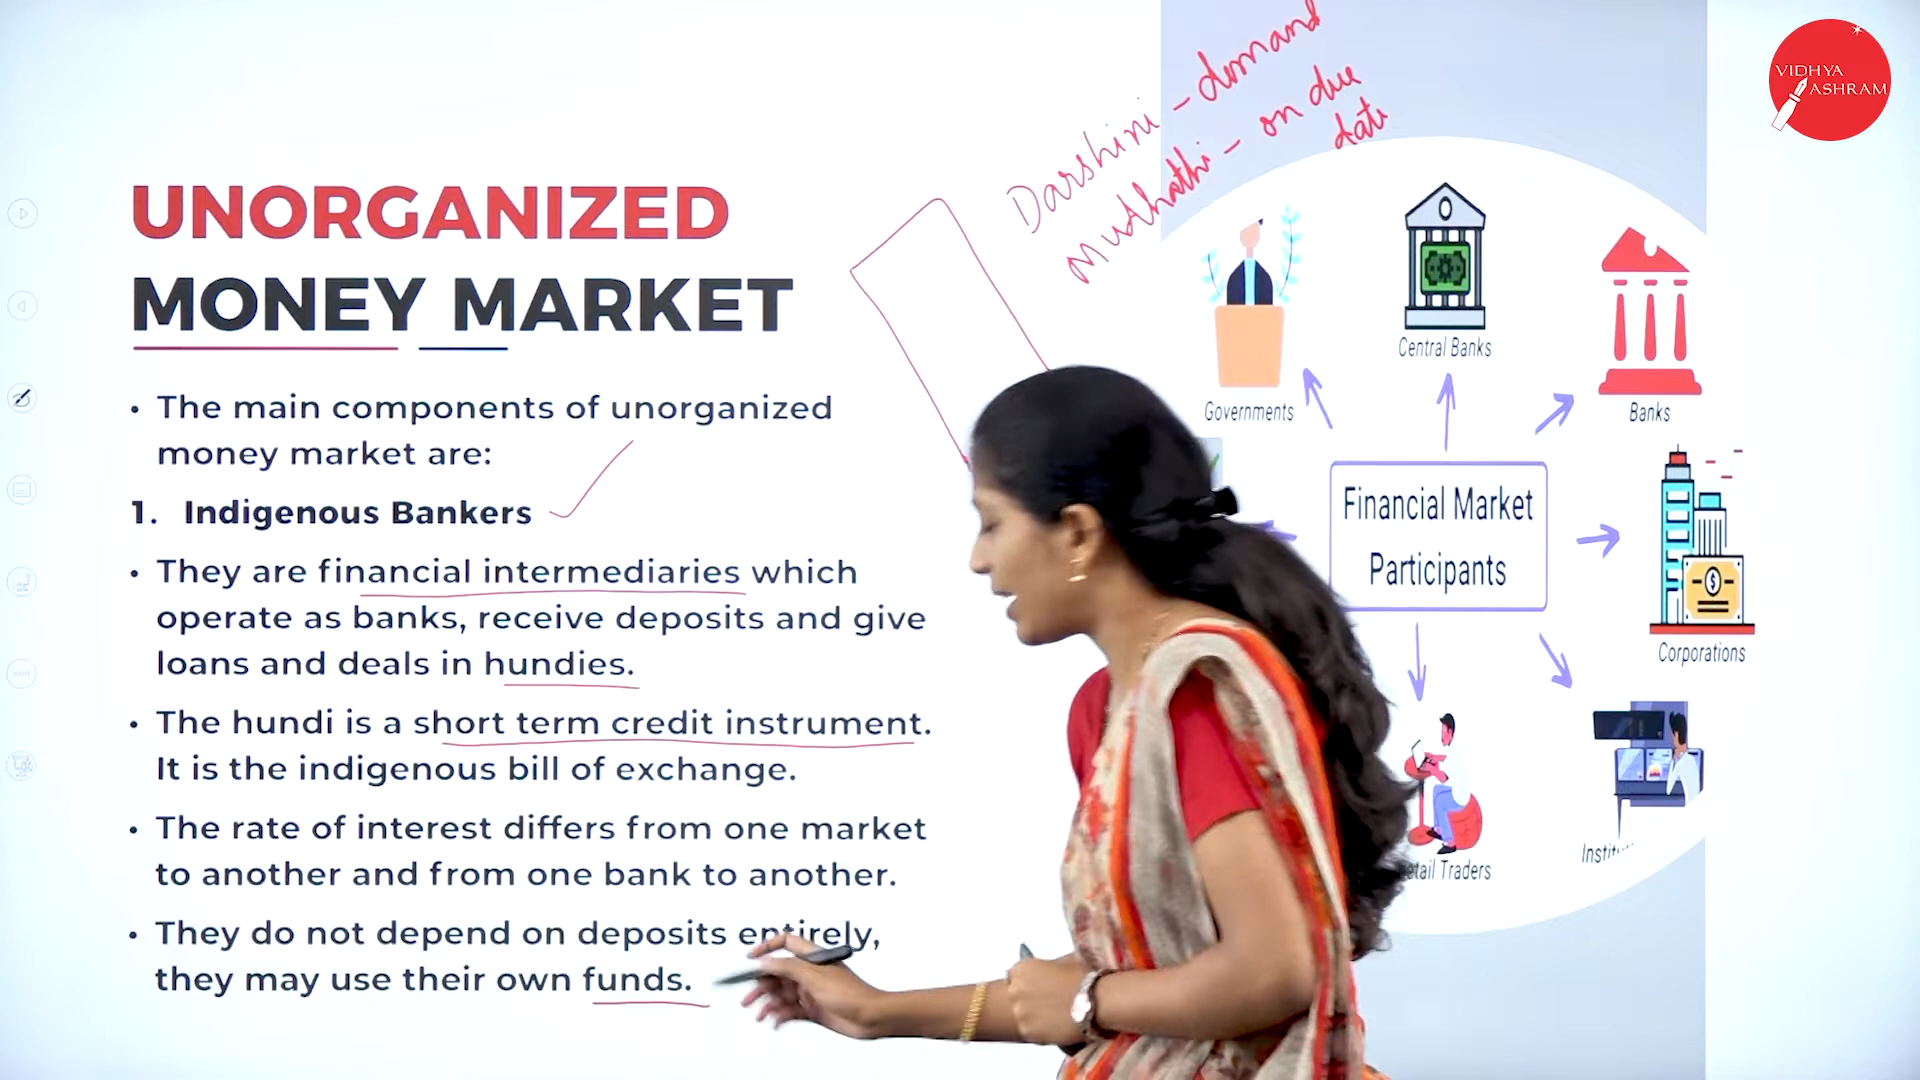 VIDHYA
ASHRAM
Darshini - demand
muthathi - on due
date
UNORGANIZED
MONEY MARKET
• The main components of unorganized
money market are:
1. Indigenous Bankers
• They are financial intermediaries which
operate as banks, receive deposits and give
loans and deals in hundies.
• The hundi is a short term credit instrument.
It is the indigenous bill of exchange.
• The rate of interest differs from one market
to another and from one bank to another.
• They do not depend on deposits entirely,
they may use their own funds.
Central Banks
Governments
Banks
Financial Market
Participants
Corporations
Traders